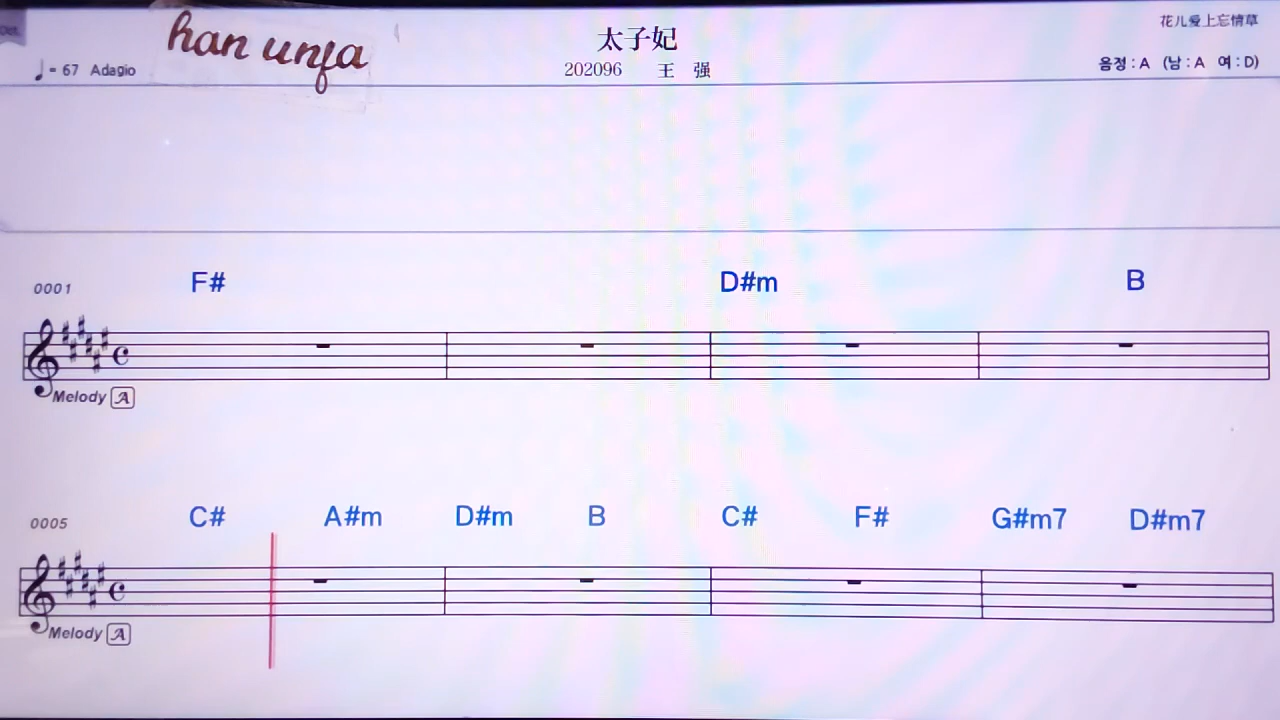 han unfa
太子妃
花儿爱上忘情草
♩= 67 Adagio
202096 王 强
음정 : A (남 : A 여 : D)
0001 F# D#m B
Melody A
0005 C# A#m D#m B C# F# G#m7 D#m7
Melody A